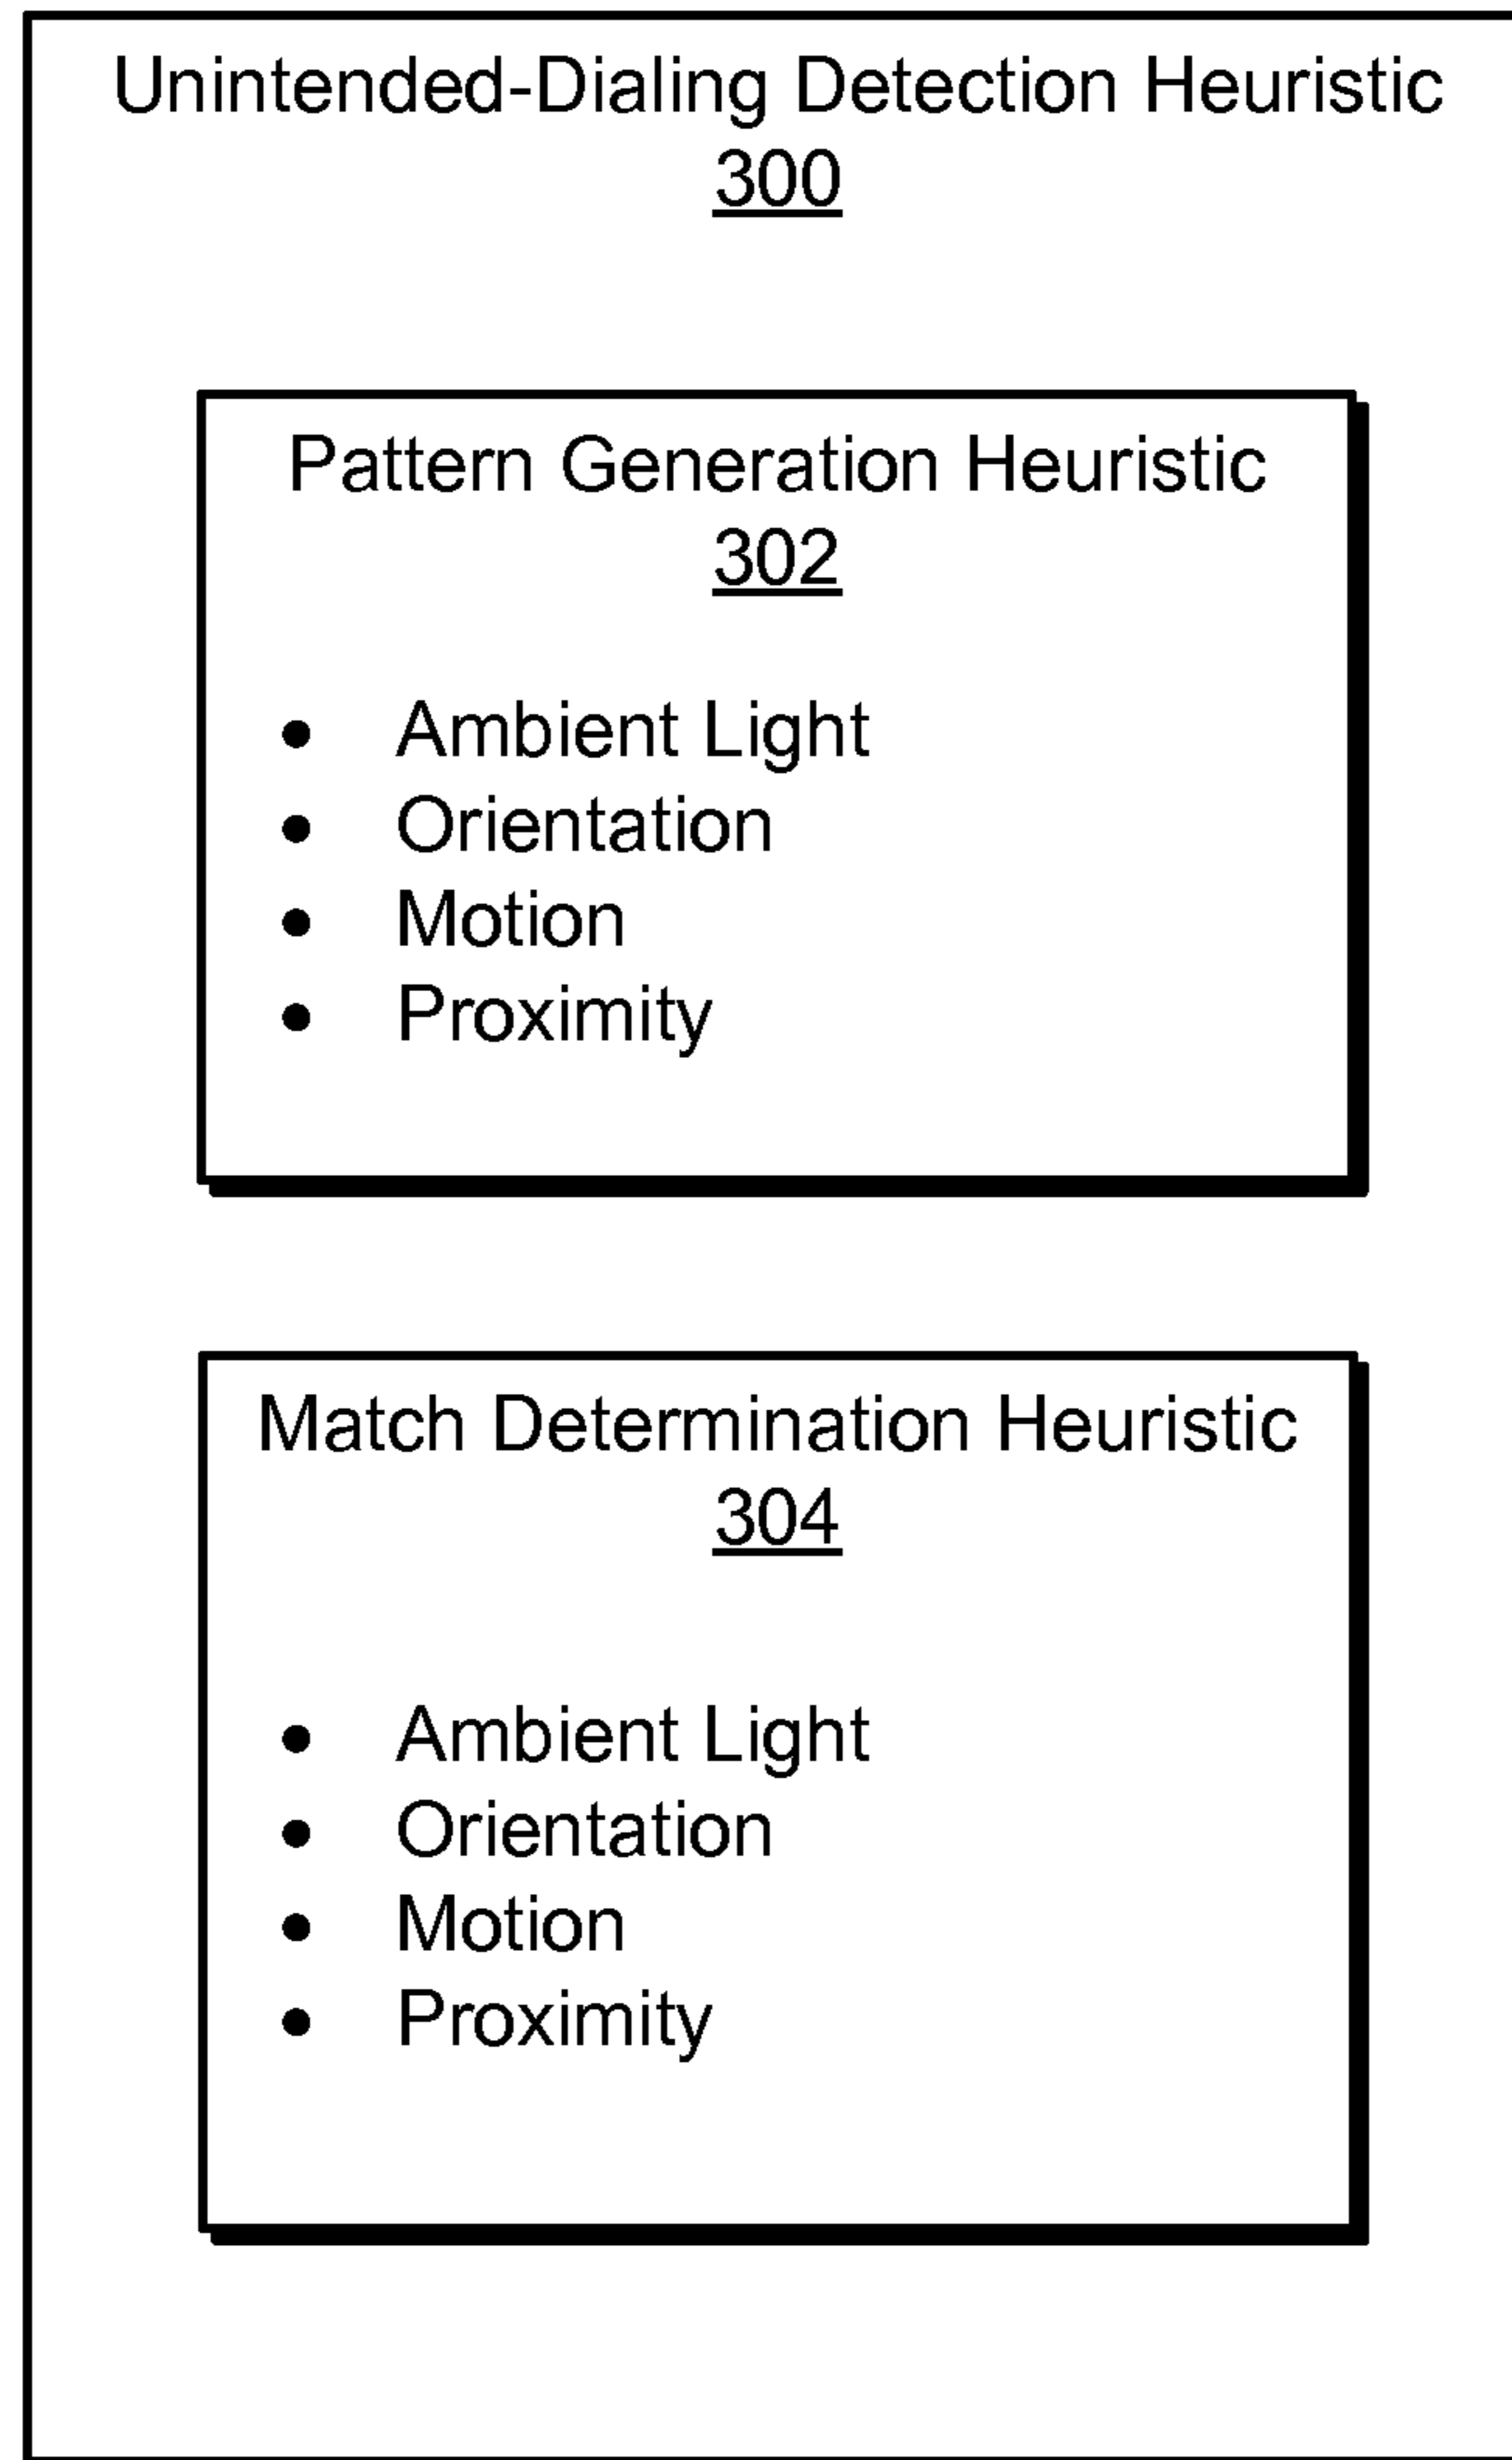 Unintended-Dialing Detection Heuristic
300
Pattern Generation Heuristic
302
• Ambient Light
• Orientation
• Motion
• Proximity
Match Determination Heuristic
304
• Ambient Light
• Orientation
• Motion
• Proximity